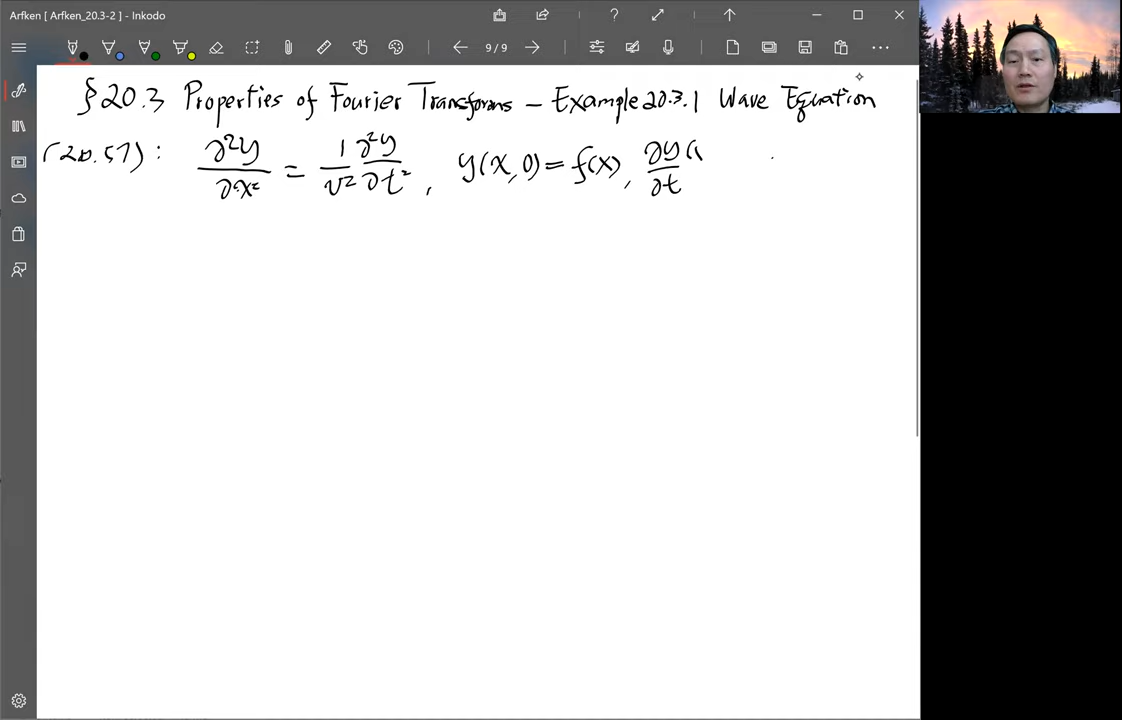 Arfken [ Arfken_20.3-2 ] - Inkodo
9/9
§ 20.3 Properties of Fourier Transforms – Example 20.3.1 Wave Equation
(20.57): ∂²y/∂x² = 1/v² ∂²y/∂t², y(x,0) = f(x), ∂y(/∂t